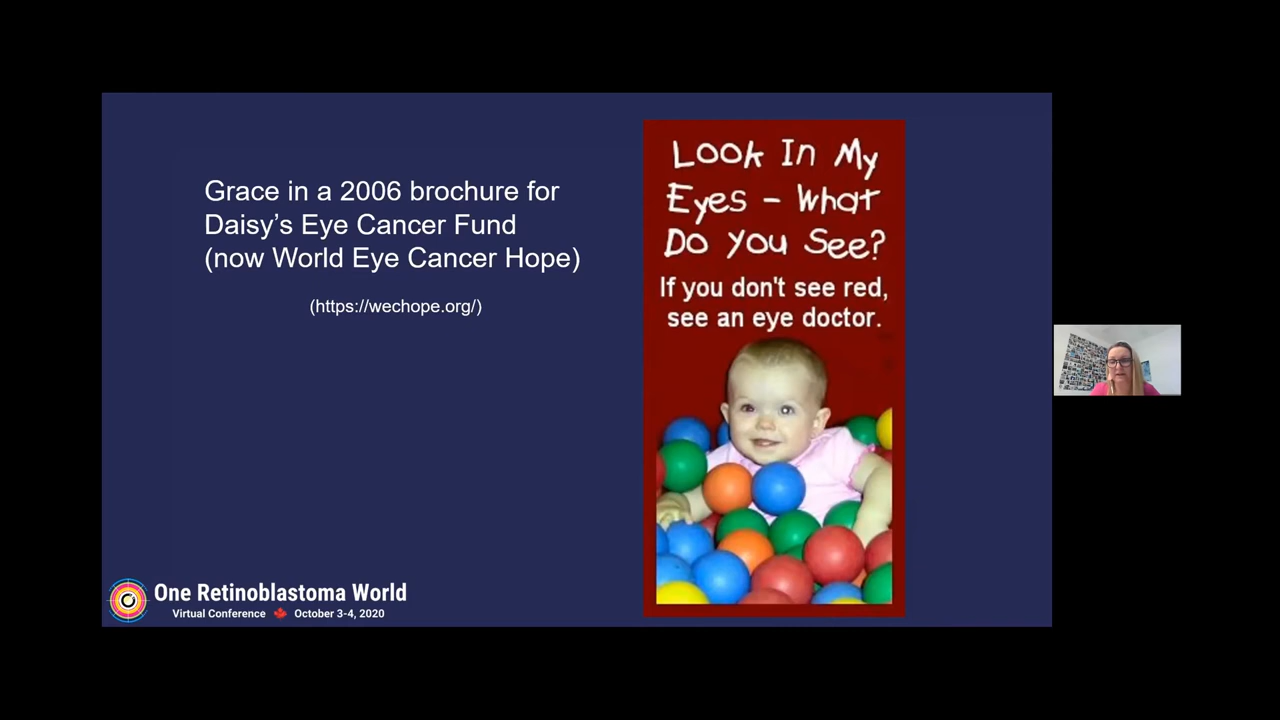 Grace in a 2006 brochure for
Daisy’s Eye Cancer Fund
(now World Eye Cancer Hope)
(https://wechope.org/)
Look In My
Eyes – What
Do You See?
If you don't see red,
see an eye doctor.
One Retinoblastoma World
Virtual Conference October 3-4, 2020